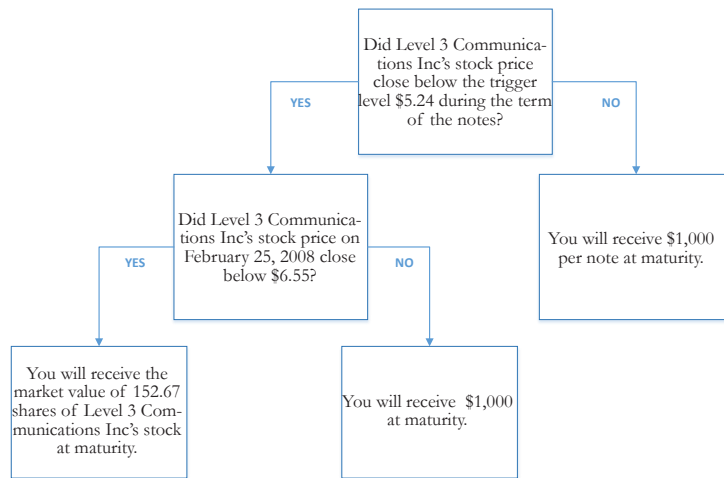 Did Level 3 Communica-
tions Inc's stock price
close below the trigger
level $5.24 during the term
of the notes?
YES
NO
Did Level 3 Communica-
tions Inc's stock price on
February 25, 2008 close
below $6.55?
You will receive $1,000
per note at maturity.
YES
NO
You will receive the
market value of 152.67
shares of Level 3 Com-
munications Inc's stock
at maturity.
You will receive $1,000
at maturity.